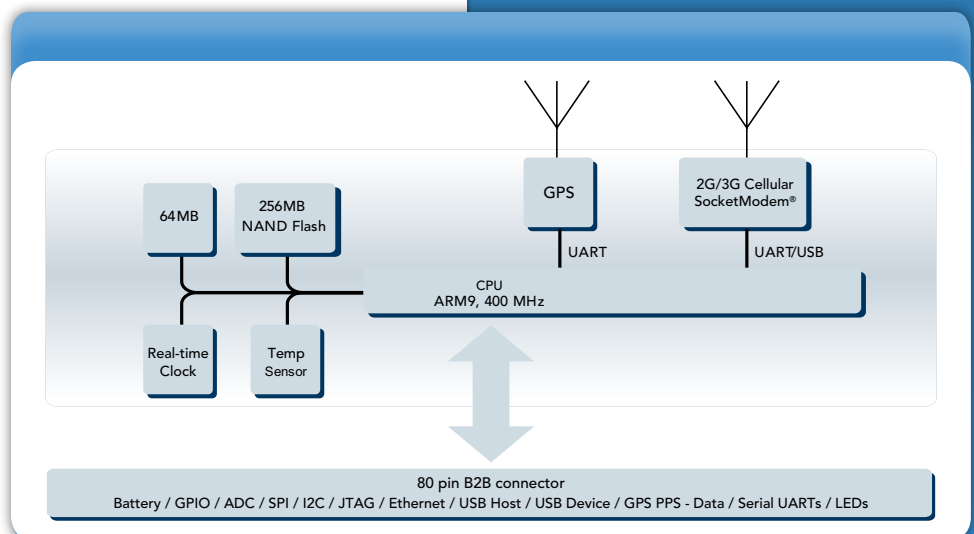 64MB
256MB
NAND Flash
GPS
2G/3G Cellular
SocketModem®
UART
UART/USB
CPU
ARM9, 400 MHz
Real-time
Clock
Temp
Sensor
80 pin B2B connector
Battery / GPIO / ADC / SPI / I2C / JTAG / Ethernet / USB Host / USB Device / GPS PPS - Data / Serial UARTs / LEDs